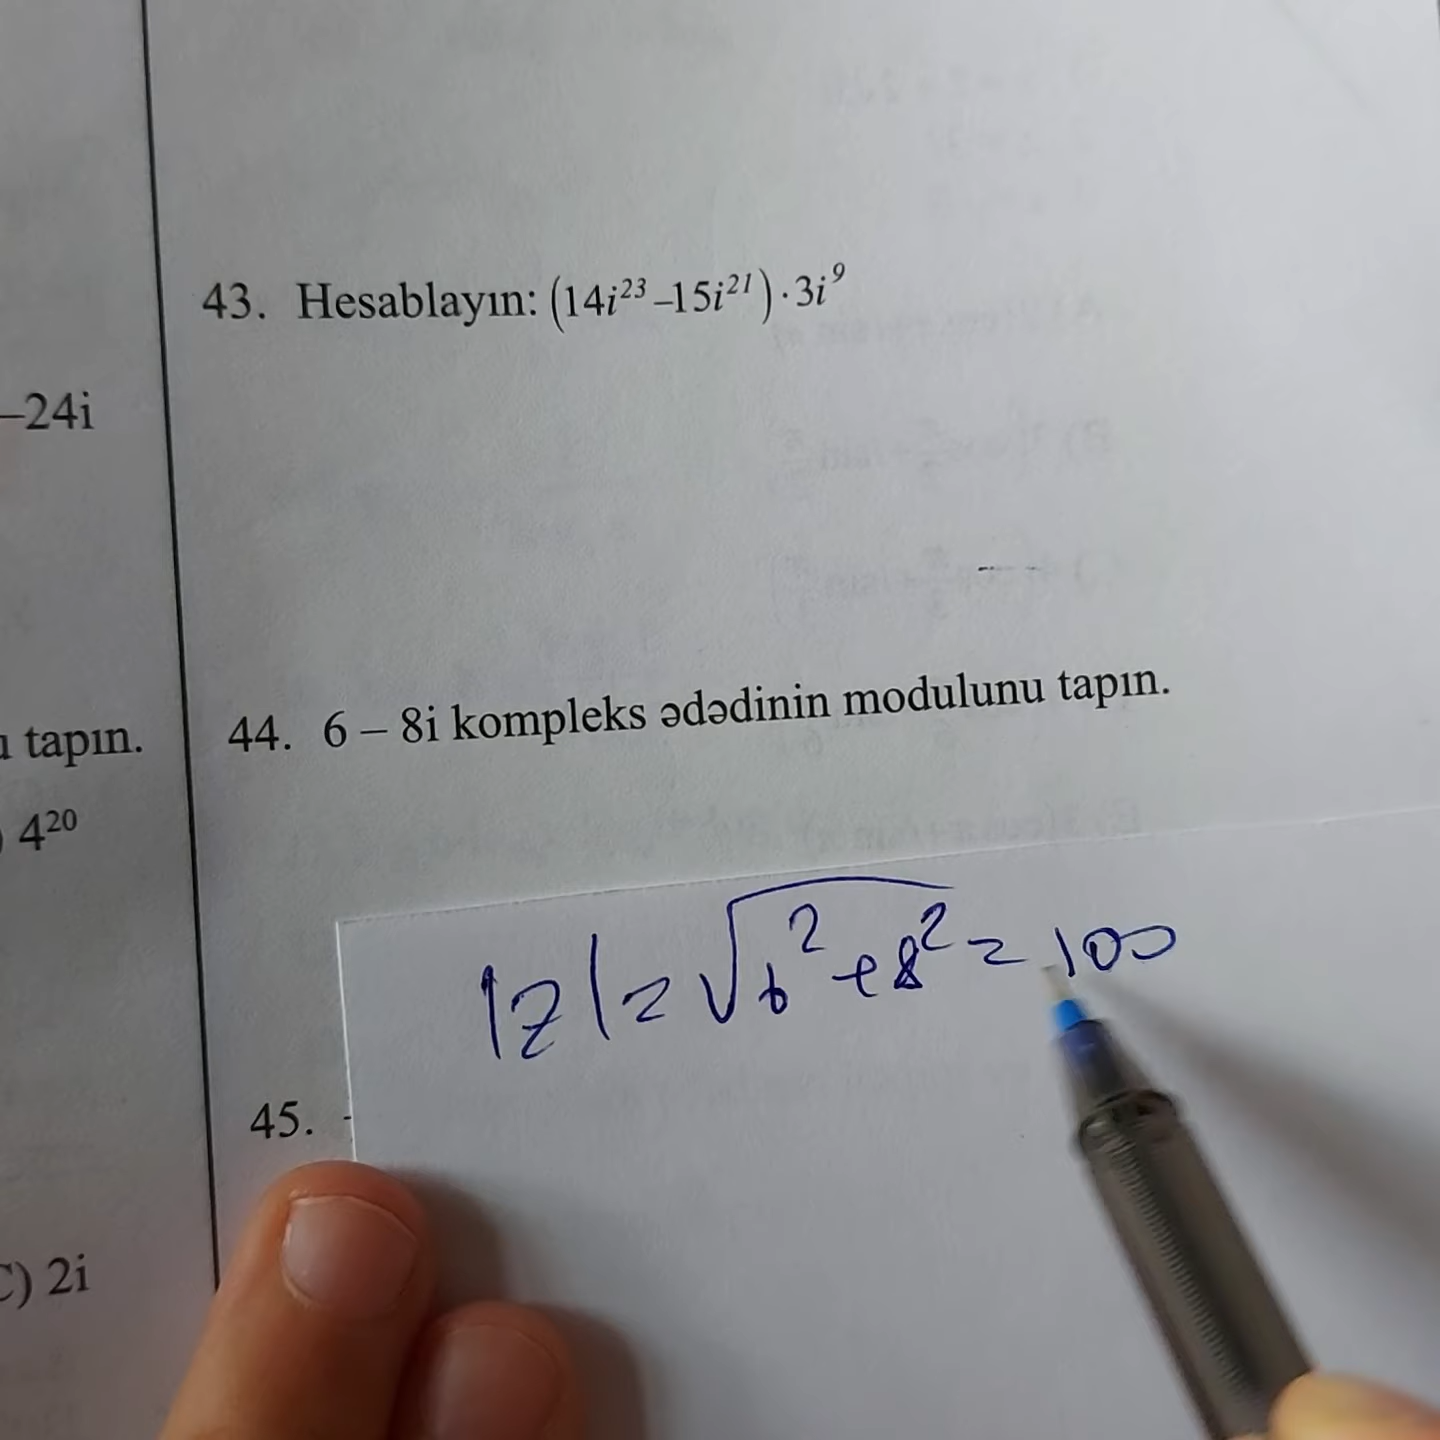 –24i
tapın.
4²⁰
C) 2i
43. Hesablayın: (14i²³–15i²¹)·3i⁹
44. 6 – 8i kompleks ədədinin modulunu tapın.
|z|=√6²+8²=100
45.